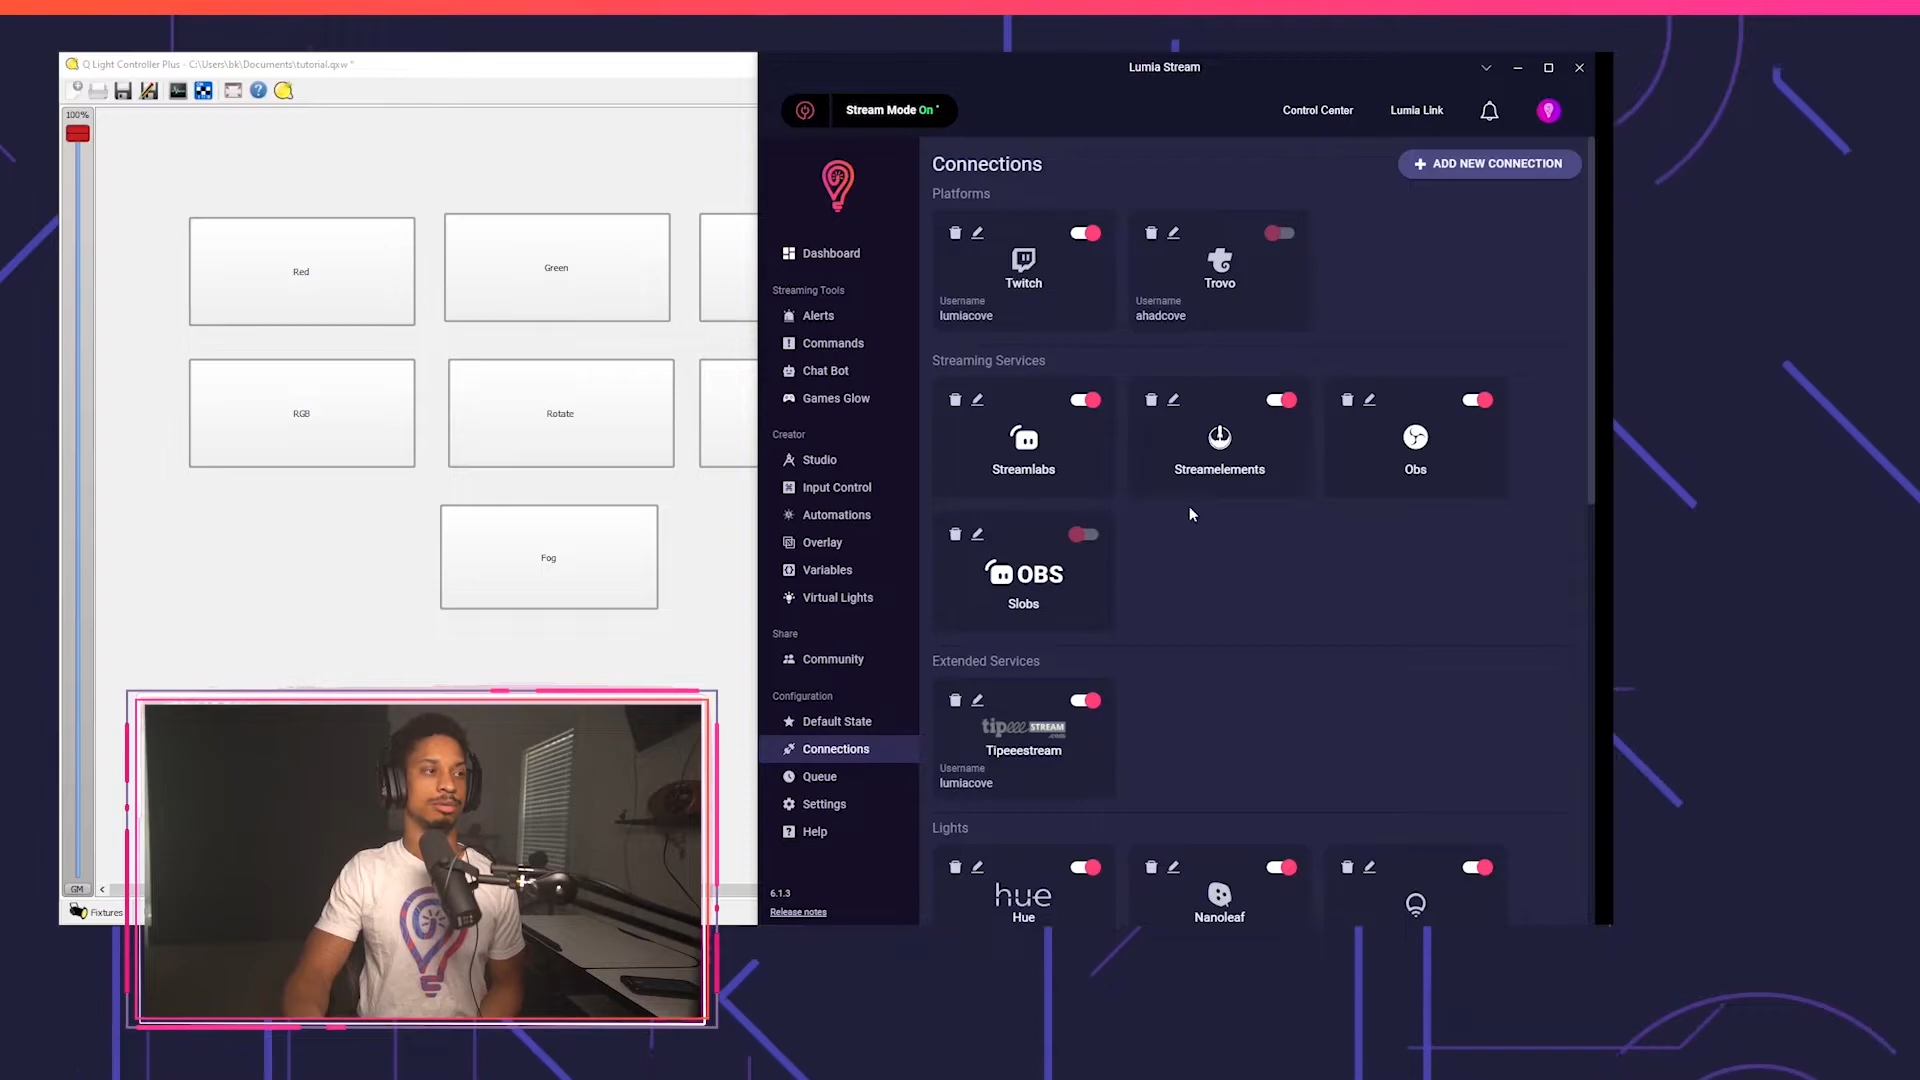 Q Light Controller Plus - C:\Users\bk\Documents\tutorial.qxw *
100%
Red
Green
RGB
Rotate
Fog
GM
Fixtures
Lumia Stream
Stream Mode On
Control Center
Lumia Link
Dashboard
Streaming Tools
Alerts
Commands
Chat Bot
Games Glow
Creator
Studio
Input Control
Automations
Overlay
Variables
Virtual Lights
Share
Community
Configuration
Default State
Connections
Queue
Settings
Help
6.1.3
Release notes
Connections
+ ADD NEW CONNECTION
Platforms
Twitch
Username
lumiacove
Trovo
Username
ahadcove
Streaming Services
Streamlabs
Streamelements
Obs
OBS
Slobs
Extended Services
tipeee STREAM .com
Tipeeestream
Username
lumiacove
Lights
hue
Hue
Nanoleaf